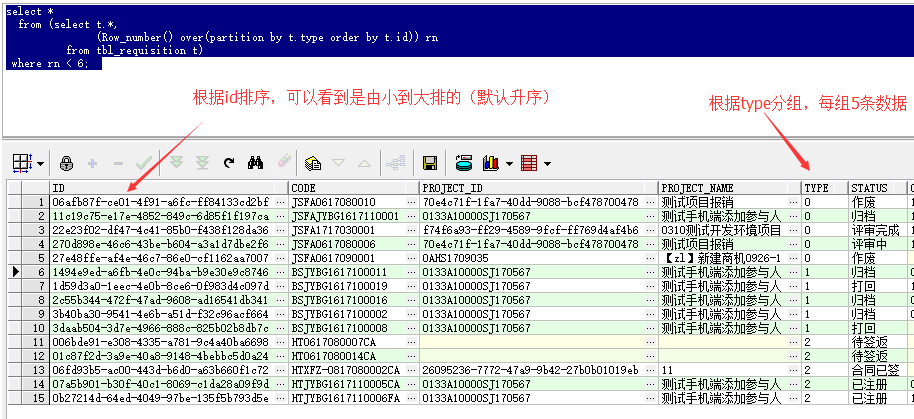 select *
from (select t.*,
(Row_number() over(partition by t.type order by t.id)) rn
from tbl_requisition t)
where rn < 6;
根据id排序，可以看到是由小到大排的（默认升序）
根据type分组，每组5条数据
ID CODE PROJECT_ID PROJECT_NAME TYPE STATUS
1 06afb87f-ce01-4f91-a6fc-ff84133cd2bf ... JSFA0617080010 ... 70e4c71f-1fa7-40dd-9088-bcf478700478 ... 测试项目报销 ... 0 作废
2 11c19c75-e17e-4852-849c-6d85f1f197ca ... JSFAJYBG1617110001 ... 0133A10000SJ170567 ... 测试手机端添加参与人 ... 0 归档
3 22e23f02-df47-4c41-85b0-f438f128da36 ... JSFA1717030001 ... f74f6a93-ff29-4589-9fcf-ff769d4af4b6 ... 0310测试开发环境项目 ... 0 评审完成
4 270d898e-46c6-43be-b604-a3a1d7dbe2f6 ... JSFA0617080006 ... 70e4c71f-1fa7-40dd-9088-bcf478700478 ... 测试项目报销 ... 0 评审中
5 27e48ffe-af4e-46c7-86e0-cf1162aa7007 ... JSFA0617090001 ... OAHS1709035 ... 【zl】新建商机0926-1 ... 0 作废
6 1494e9ed-a6fb-4e0c-94ba-b9e30e9c8746 ... BSJYBG1617100011 ... 0133A10000SJ170567 ... 测试手机端添加参与人 ... 1 归档
7 1d59d3a0-1eec-4e0b-8ce6-0f983d4c097d ... BSJYBG1617100019 ... 0133A10000SJ170567 ... 测试手机端添加参与人 ... 1 打回
8 2c55b344-472f-47ad-9608-ad16541db341 ... BSJYBG1617100016 ... 0133A10000SJ170567 ... 测试手机端添加参与人 ... 1 归档
9 3b40ba30-9541-4e6b-a51d-f32c96acf664 ... BSJYBG1617100002 ... 0133A10000SJ170567 ... 测试手机端添加参与人 ... 1 归档
10 3daab504-3d7e-4966-888c-825b02b8db7c ... BSJYBG1617100008 ... 0133A10000SJ170567 ... 测试手机端添加参与人 ... 1 打回
11 006bde91-e308-4335-a781-9c4a40ba6698 ... HT0617080007CA ... ... ... 2 待签返
12 01c87f2d-3a9e-40a8-9148-4bebbc5d0a24 ... HT0617080014CA ... ... ... 2 待签返
13 06fd93b5-ac00-443d-b6d0-a63b660f1c72 ... HTXFZ-0817080002CA ... 26095236-7772-47a9-9b42-27b0b01019eb ... 11 ... 2 合同已签
14 07a5b901-b30f-40c1-8069-c1da28a09f9d ... HTJYBG1617110005CA ... 0133A10000SJ170567 ... 测试手机端添加参与人 ... 2 已注册
15 0b27214d-64ed-4049-97be-135f5b793d5e ... HTJYBG1617110006FA ... 0133A10000SJ170567 ... 测试手机端添加参与人 ... 2 已注册